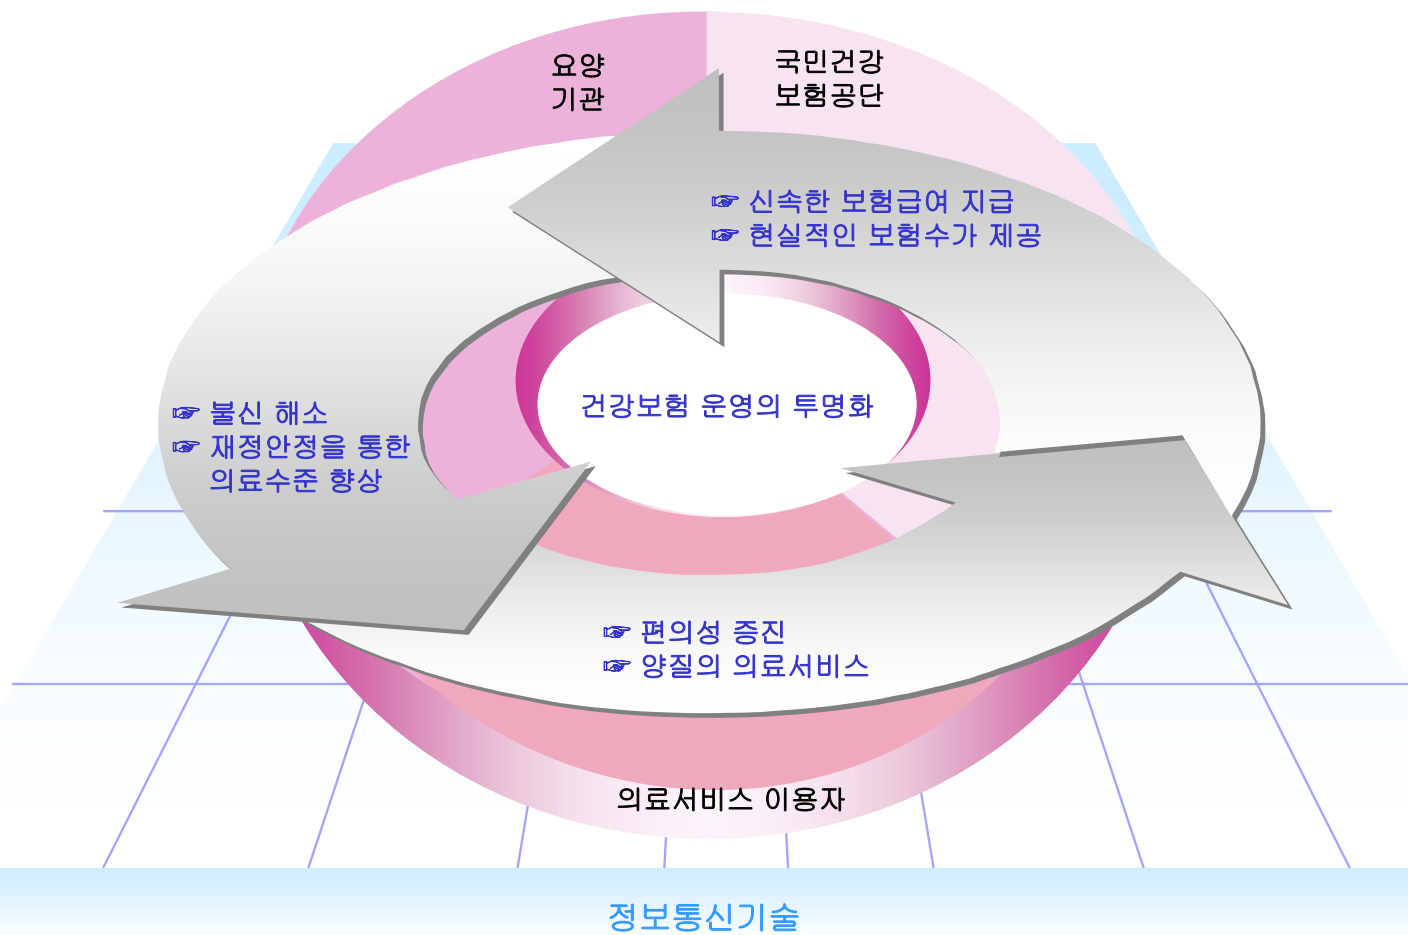 요양
기관
국민건강
보험공단
☞ 신속한 보험급여 지급
☞ 현실적인 보험수가 제공
건강보험 운영의 투명화
☞ 불신 해소
☞ 재정안정을 통한
의료수준 향상
☞ 편의성 증진
☞ 양질의 의료서비스
의료서비스 이용자
정보통신기술